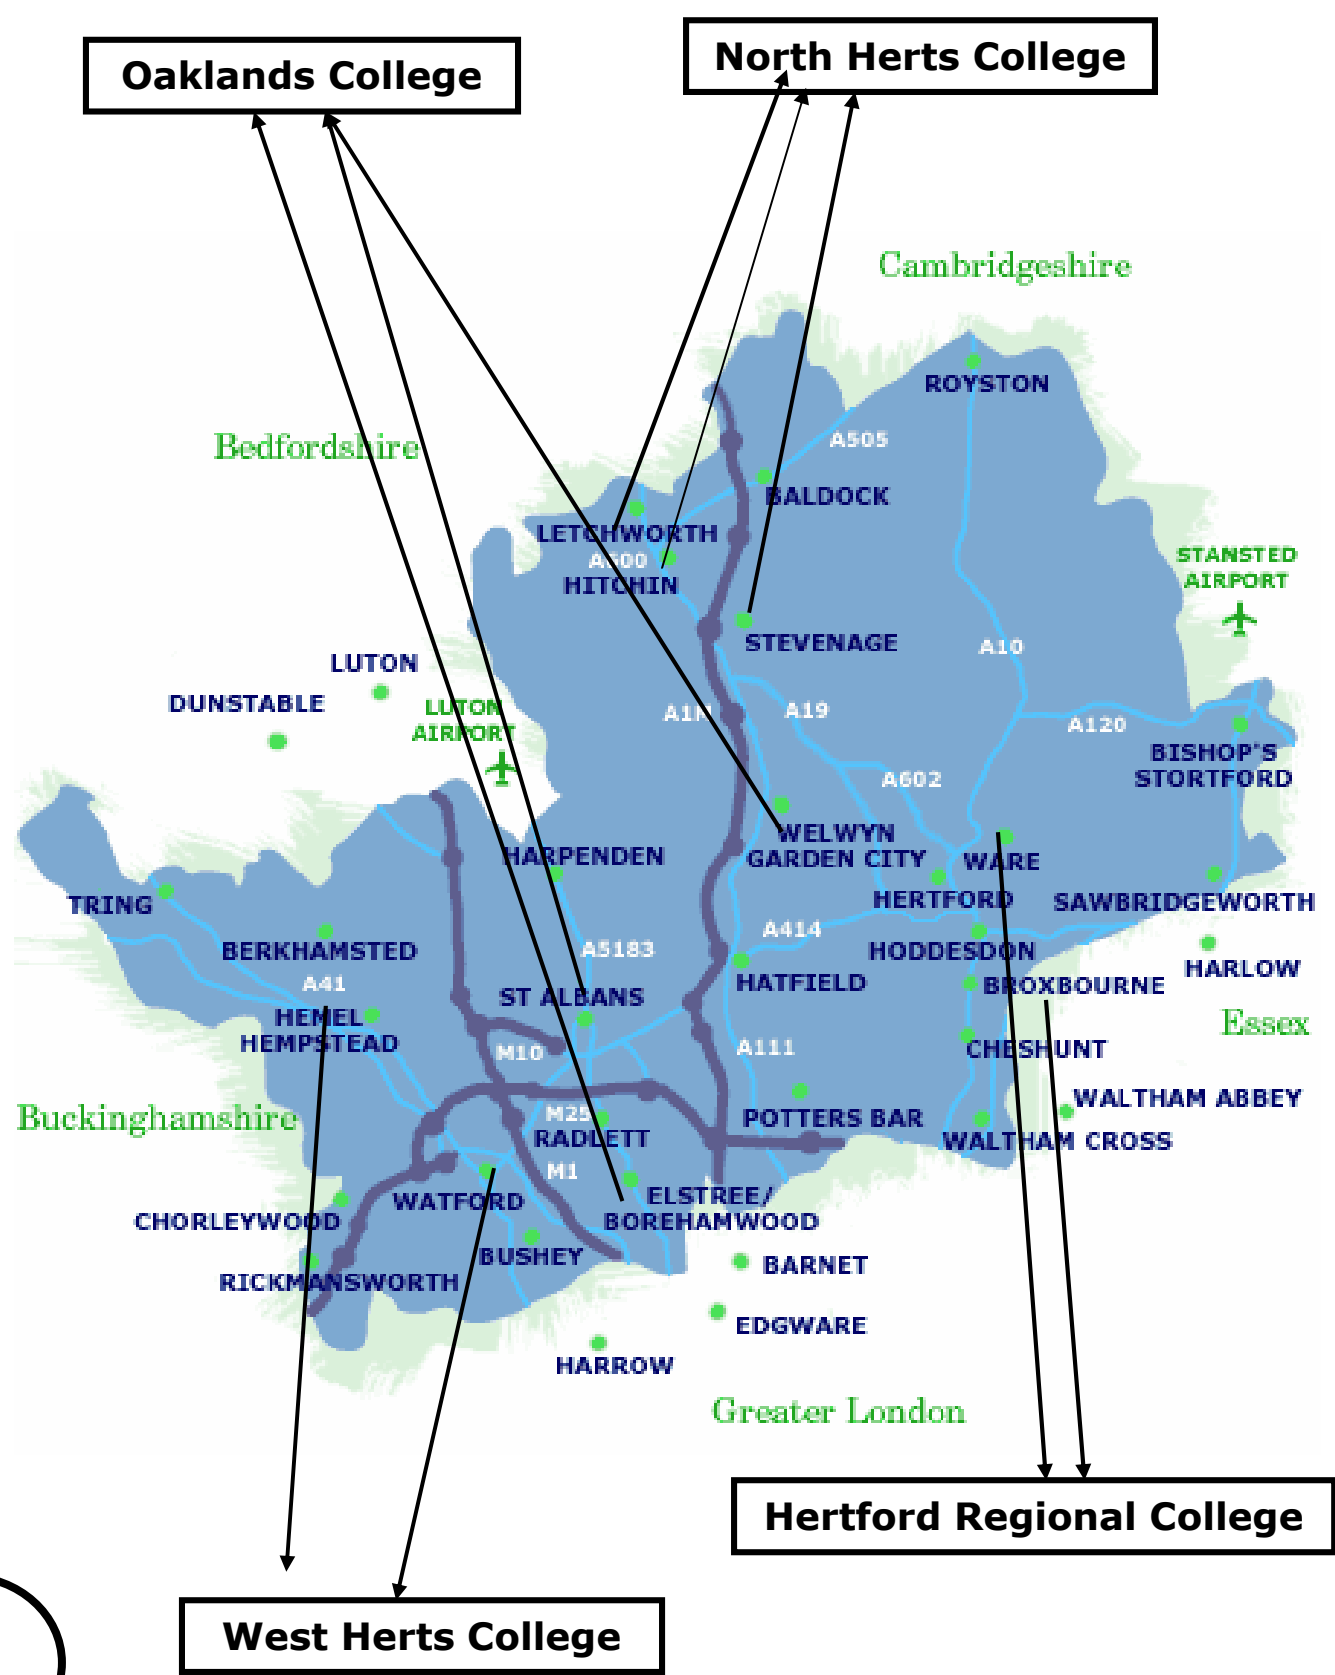 North Herts College
Oaklands College
Cambridgeshire
ROYSTON
Bedfordshire
A505
BALDOCK
LETCHWORTH
A600
HITCHIN
STANSTED
AIRPORT
STEVENAGE
A10
LUTON
DUNSTABLE
LUTON
AIRPORT
A1M
A19
A120
BISHOP'S
STORTFORD
A602
WELWYN
GARDEN CITY
WARE
HARPENDEN
HERTFORD
SAWBRIDGEWORTH
TRING
A414
BERKHAMSTED
A5183
HODDESDON
HARLOW
A41
HATFIELD
BROXBOURNE
ST ALBANS
HEMEL
HEMPSTEAD
Essex
M10
A111
CHESHUNT
Buckinghamshire
M25
RADLETT
POTTERS BAR
WALTHAM ABBEY
WALTHAM CROSS
M1
WATFORD
ELSTREE/
BOREHAMWOOD
CHORLEYWOOD
BUSHEY
BARNET
RICKMANSWORTH
EDGWARE
HARROW
Greater London
Hertford Regional College
West Herts College